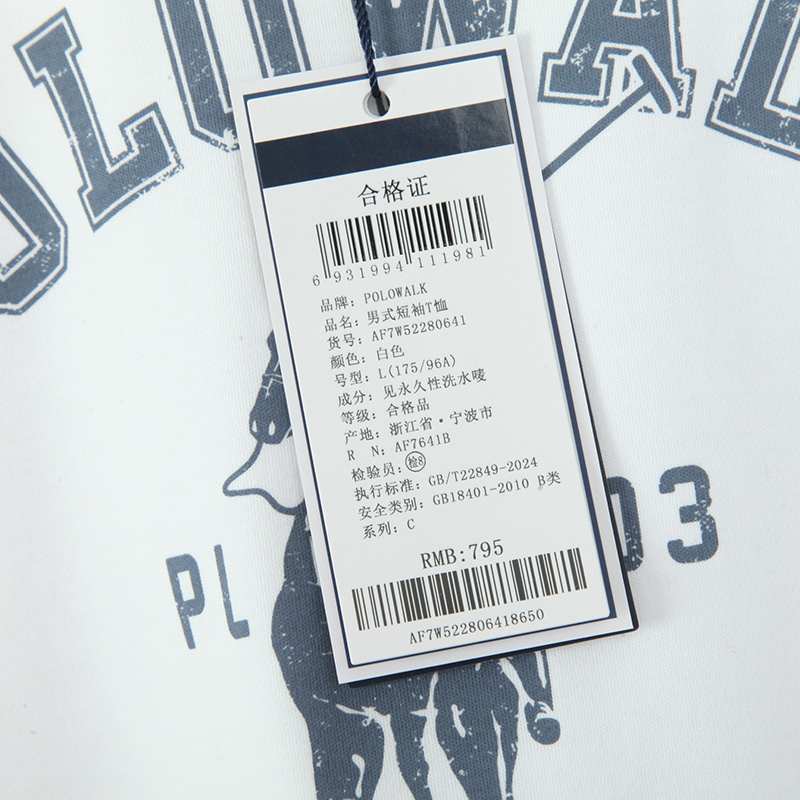 POLOWAL
合格证
6 931994 111981
品牌: POLOWALK
品名: 男式短袖T恤
货号: AF7W52280641
颜色: 白色
号型: L(175/96A)
成分: 见永久性洗水唛
等级: 合格品
产地: 浙江省·宁波市
R N: AF7641B
检验员: 检8
执行标准: GB/T22849-2024
安全类别: GB18401-2010 B类
系列: C
RMB:795
AF7W522806418650
PL 03